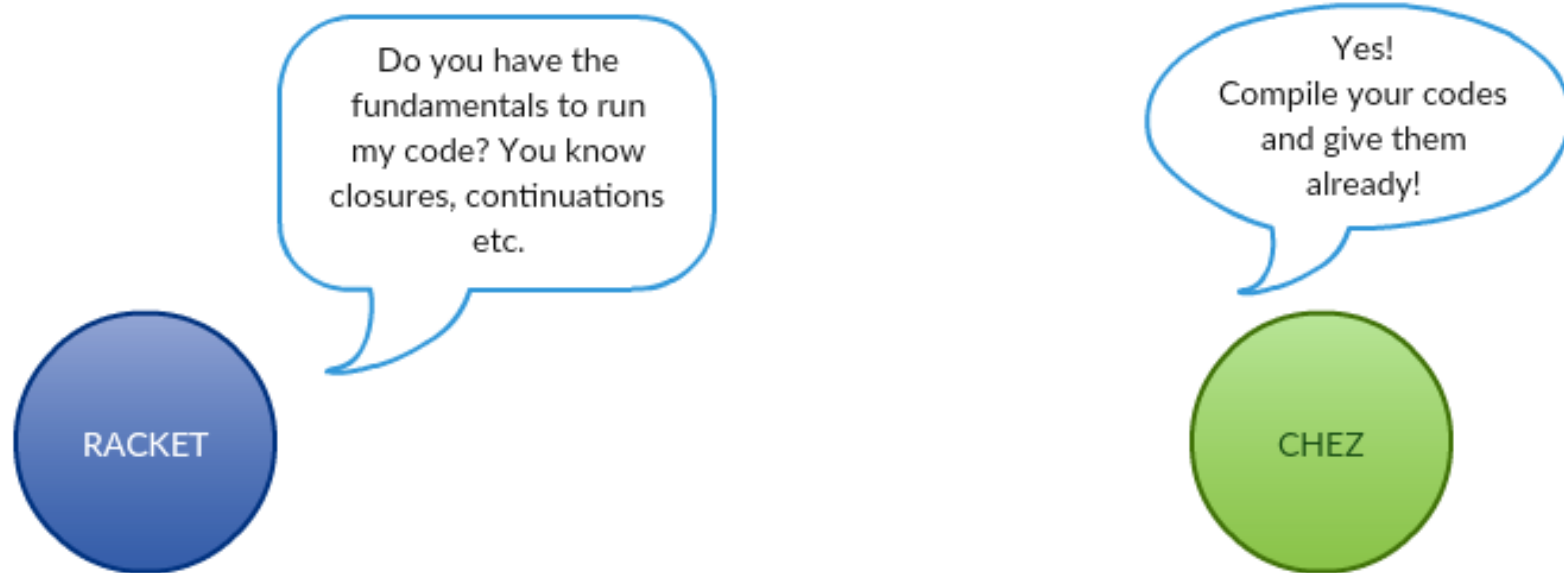 Do you have the
fundamentals to run
my code? You know
closures, continuations
etc.
Yes!
Compile your codes
and give them
already!
RACKET
CHEZ